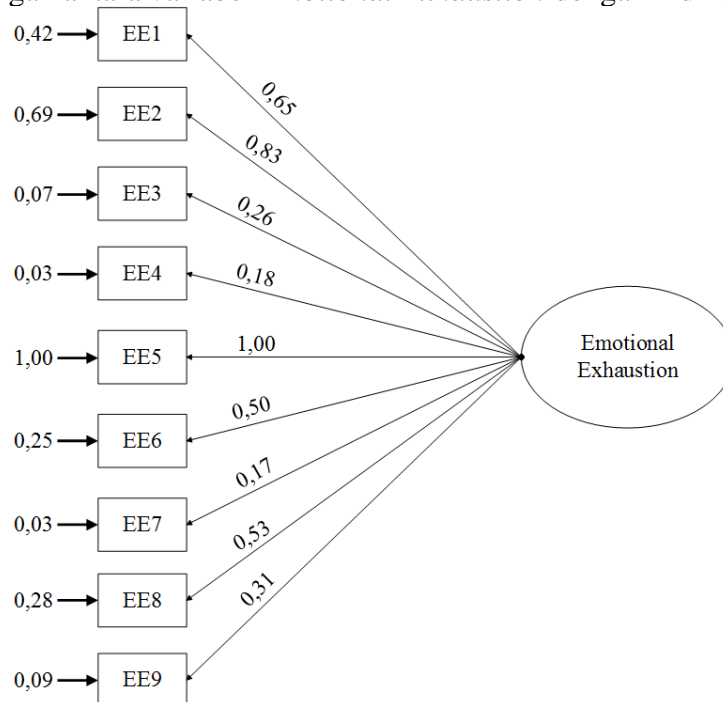 0,42 EE1
0,65
0,69 EE2
0,83
0,07 EE3
0,26
0,03 EE4
0,18
1,00 EE5
1,00
Emotional
Exhaustion
0,25 EE6
0,50
0,03 EE7
0,17
0,28 EE8
0,53
0,09 EE9
0,31